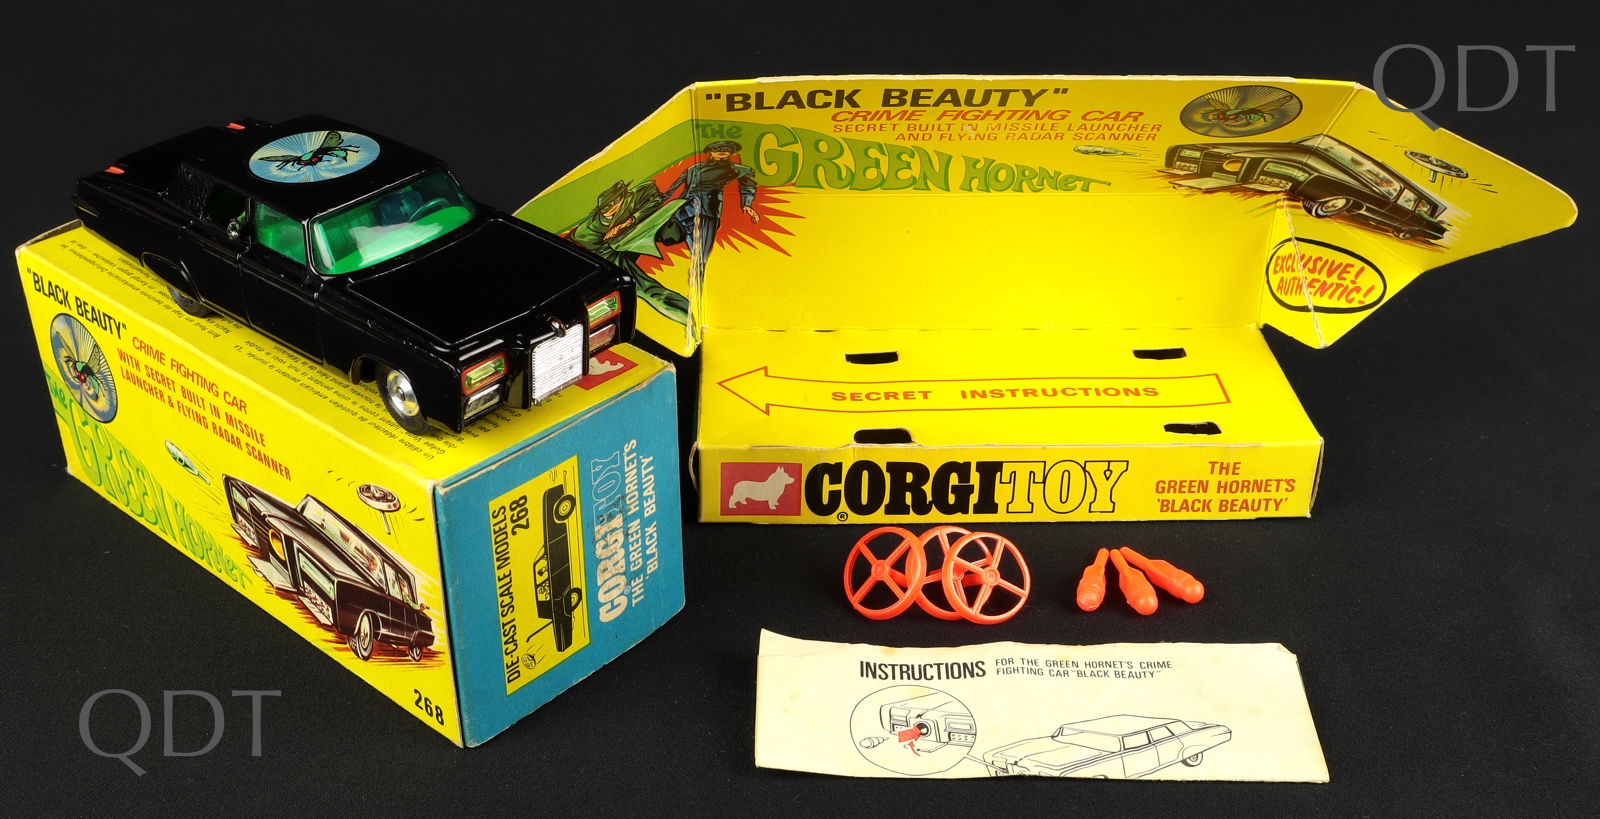 QDT
"BLACK BEAUTY"
CRIME FIGHTING CAR
SECRET BUILT IN MISSILE LAUNCHER
AND FLYING RADAR SCANNER
THE
GREEN HORNET
EXCLUSIVE!
AUTHENTIC!
SECRET INSTRUCTIONS
CORGI TOY
®
THE
GREEN HORNET'S
'BLACK BEAUTY'
"BLACK BEAUTY"
CRIME FIGHTING CAR
WITH SECRET BUILT IN MISSILE
LAUNCHER & FLYING RADAR SCANNER
THE
GREEN HORNET
268
DIE-CAST SCALE MODELS
268
CORGI TOY
THE GREEN HORNET'S
'BLACK BEAUTY'
INSTRUCTIONS FOR THE GREEN HORNET'S CRIME
FIGHTING CAR "BLACK BEAUTY"
QDT